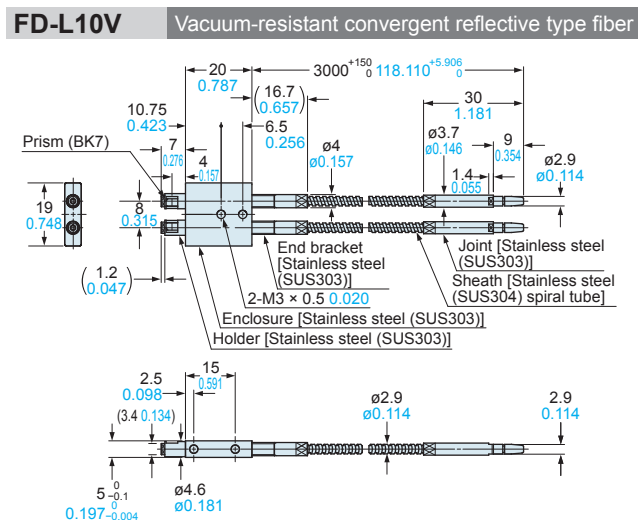 FD-L10V
Vacuum-resistant convergent reflective type fiber
20
0.787
3000 +150 0 118.110 +5.906 0
(16.7 0.657)
30
1.181
10.75
0.423
6.5
0.256
ø4
ø0.157
ø3.7
ø0.146
9
0.354
Prism (BK7)
7
0.276
4
0.157
1.4
0.055
ø2.9
ø0.114
19
0.748
8
0.315
(1.2 0.047)
End bracket
[Stainless steel
(SUS303)]
Joint [Stainless steel
(SUS303)]
Sheath [Stainless steel
(SUS304) spiral tube]
2-M3 × 0.5 0.020
Enclosure [Stainless steel (SUS303)]
Holder [Stainless steel (SUS303)]
15
0.591
2.5
0.098
(3.4 0.134)
ø2.9
ø0.114
2.9
0.114
5 0 -0.1
0.197 0 -0.004
ø4.6
ø0.181